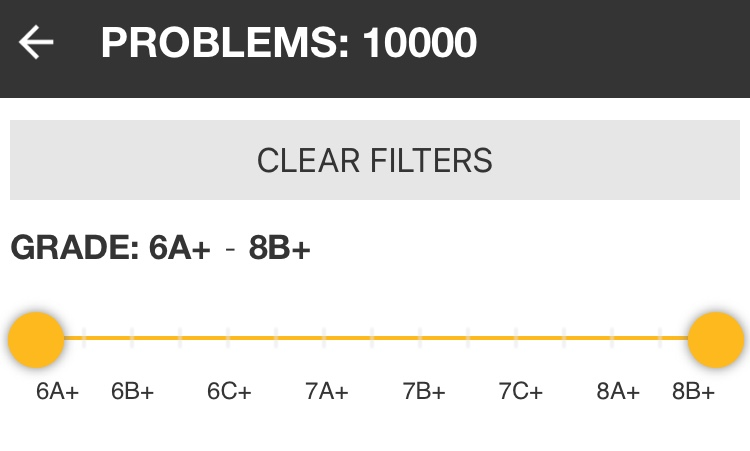 PROBLEMS: 10000
CLEAR FILTERS
GRADE: 6A+ - 8B+
6A+ 6B+ 6C+ 7A+ 7B+ 7C+ 8A+ 8B+